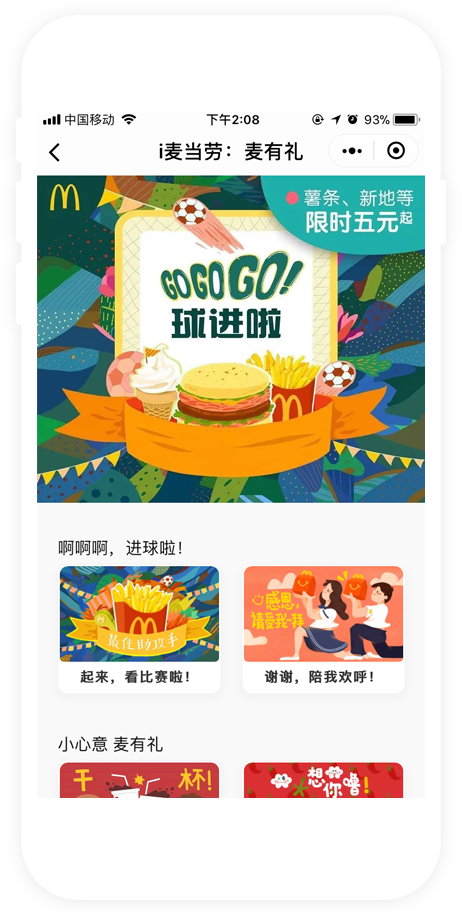 中国移动
下午2:08
93%
i麦当劳：麦有礼
薯条、新地等
限时五元起
GO GO GO!
球进啦
啊啊啊，进球啦！
最佳助攻手
感恩，
请受我一拜
起来，看比赛啦！
谢谢，陪我欢呼！
小心意 麦有礼
干 杯!
想你噜!